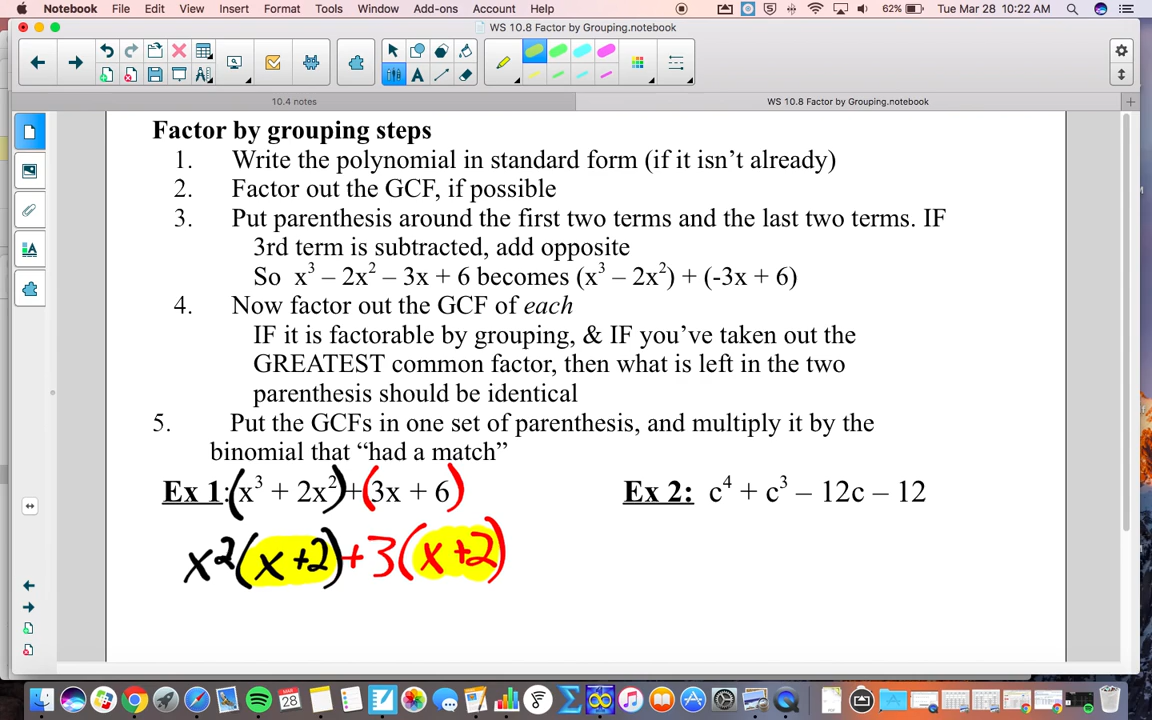 Notebook File Edit View Insert Format Tools Window Add-ons Account Help 62% Tue Mar 28 10:22 AM
WS 10.8 Factor by Grouping.notebook
10.4 notes WS 10.8 Factor by Grouping.notebook
Factor by grouping steps
1. Write the polynomial in standard form (if it isn't already)
2. Factor out the GCF, if possible
3. Put parenthesis around the first two terms and the last two terms. IF
3rd term is subtracted, add opposite
So x³ – 2x² – 3x + 6 becomes (x³ – 2x²) + (-3x + 6)
4. Now factor out the GCF of each
IF it is factorable by grouping, & IF you've taken out the
GREATEST common factor, then what is left in the two
parenthesis should be identical
5. Put the GCFs in one set of parenthesis, and multiply it by the
binomial that “had a match”
Ex 1:(x³ + 2x²)+(3x + 6) Ex 2: c⁴ + c³ – 12c – 12
x²(x+2)+3(x+2)
MAR
28